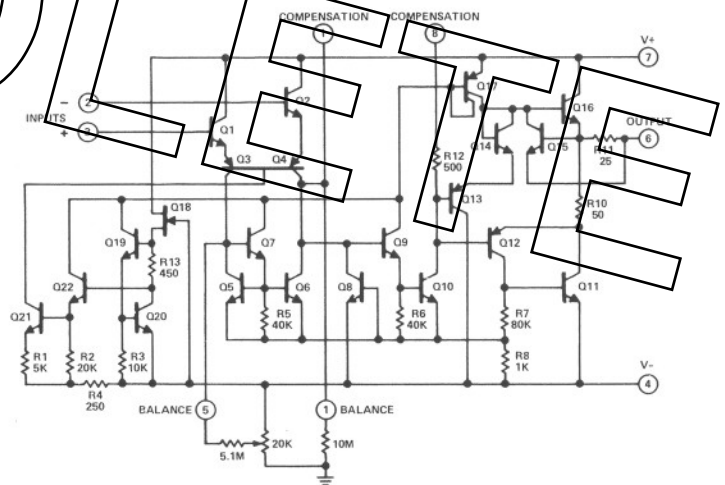 COMPENSATION COMPENSATION
1 8
V+
7
Q17
2
Q2
Q16
INPUTS
OUTPUT
+ 3
Q1
6
Q14
Q15
R11
25
Q3 Q4
R12
500
Q13
R10
50
Q18
Q19
Q7
Q9
Q12
R13
450
Q22
Q5
Q6
Q8
Q10
Q11
Q21
Q20
R5
40K
R6
40K
R7
80K
R1
5K
R2
20K
R3
10K
R8
1K
R4
250
V−
4
BALANCE 5
1 BALANCE
5.1M
20K
10M